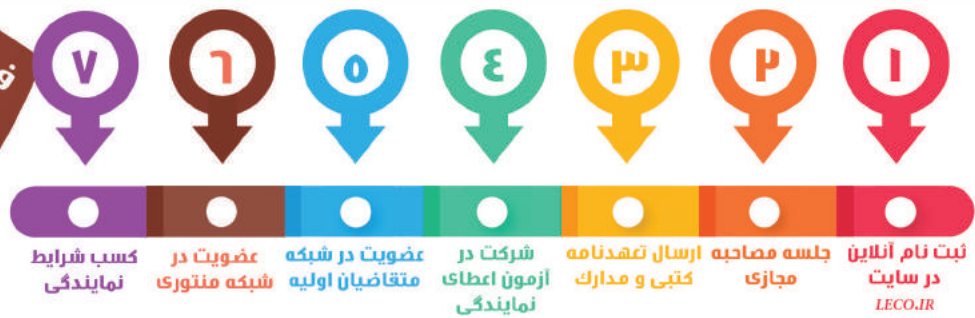 ۱
۲
۳
٤
٥
٦
۷
ثبت نام آنلاین
در سایت
LECO.IR
جلسه مصاحبه
مجازی
ارسال تعهدنامه
کتبی و مدارک
شرکت در
آزمون اعطای
نمایندگی
عضویت در شبکه
متقاضیان اولیه
عضویت در
شبکه منتوری
کسب شرایط
نمایندگی